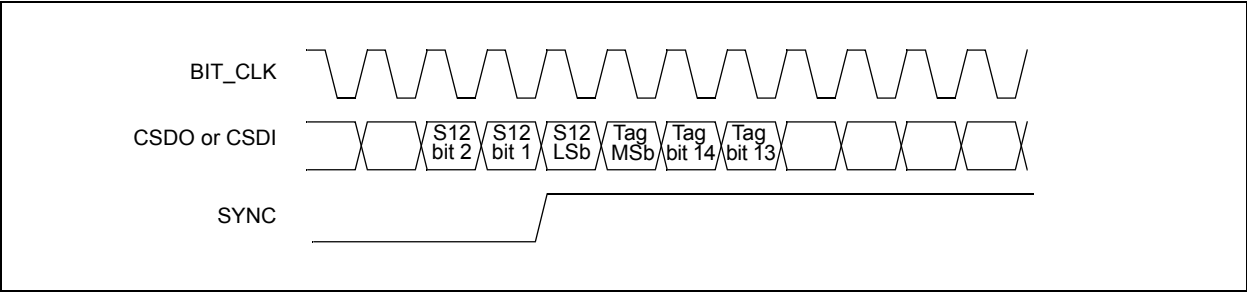 BIT_CLK
CSDO or CSDI
S12 bit 2
S12 bit 1
S12 LSb
Tag MSb
Tag bit 14
Tag bit 13
SYNC